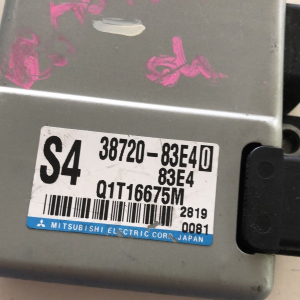 S4 38720-83E40
83E4
Q1T16675M
2819
0081
MITSUBISHI ELECTRIC CORP. JAPAN